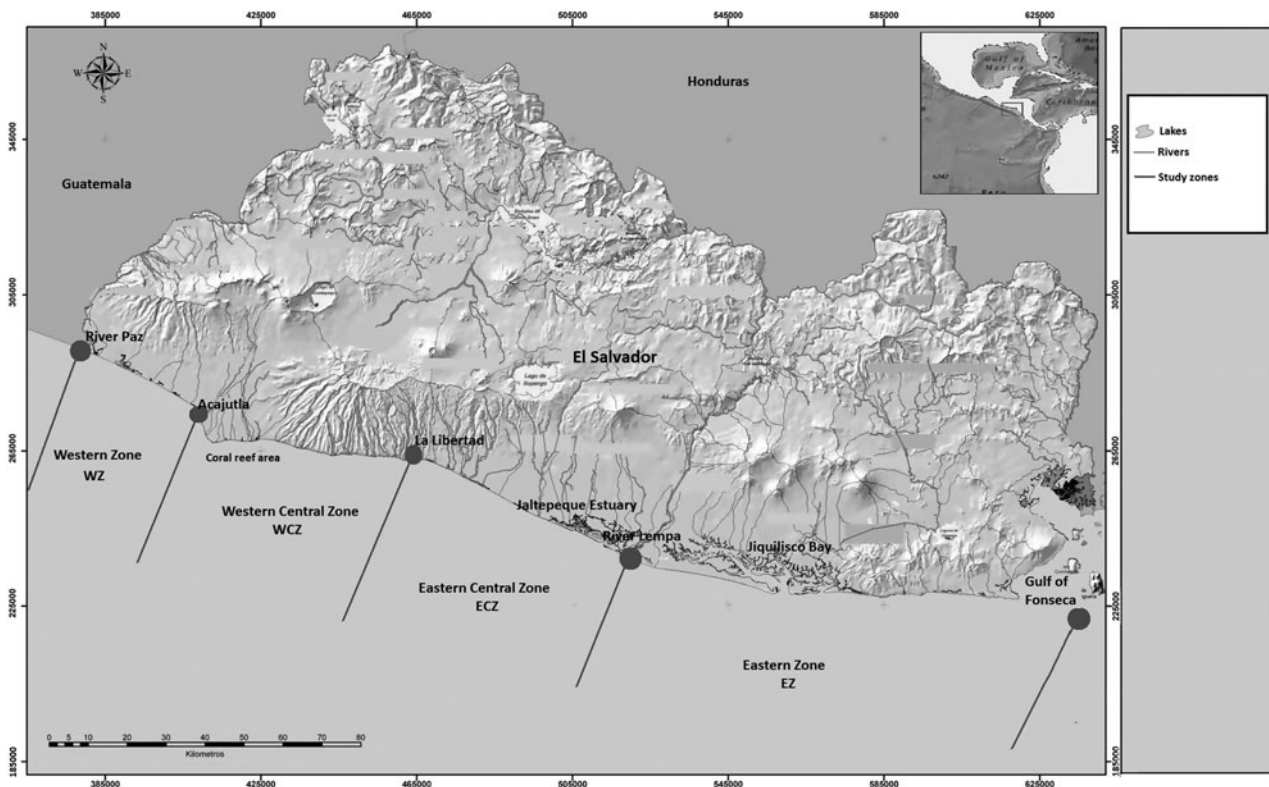 385000 425000 465000 505000 545000 585000 625000
N
W E
S
Honduras
Guatemala
Gulf of
Mexico
Caribbean
345000
345000
Lakes
Rivers
Study zones
305000
305000
River Paz
El Salvador
Lago de
Ilopango
Acajutla
La Libertad
265000
265000
Western Zone
WZ
Coral reef area
Western Central Zone
WCZ
Jaltepeque Estuary
River Lempa
Jiquilisco Bay
Eastern Central Zone
ECZ
Gulf of
Fonseca
225000
225000
Eastern Zone
EZ
0 5 10 20 30 40 50 60 70 80
Kilometros
185000
185000
385000 425000 465000 505000 545000 585000 625000